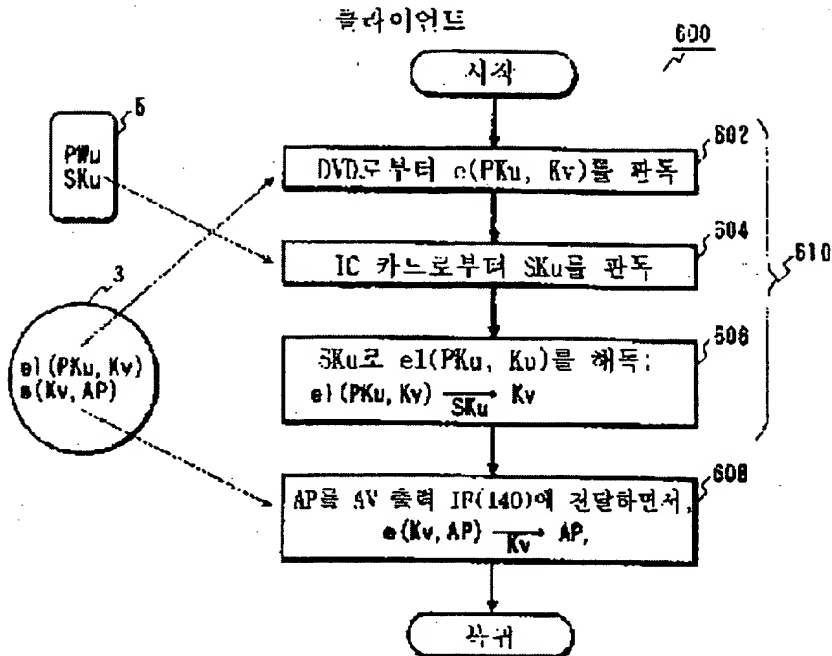 클라이언트
600
시작
5
PWu
SKu
602
DVD로부터 e(PKu, Kv)를 판독
604
IC 카드로부터 SKu를 판독
610
3
e1(PKu, Kv)
e(Kv, AP)
606
SKu로 e1(PKu, Ku)를 해독;
e1(PKu, Kv) → Kv
SKu
608
AP를 AV 출력 IF(140)에 전달하면서,
e(Kv, AP) → AP,
Kv
복귀